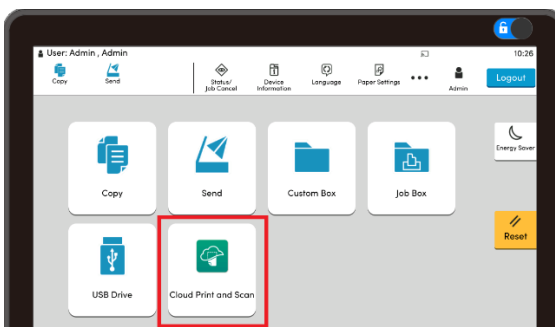 User: Admin , Admin
10:26
Copy
Send
Status/
Job Cancel
Device
Information
Language
Paper Settings
Admin
Logout
Copy
Send
Custom Box
Job Box
Energy Saver
Reset
USB Drive
Cloud Print and Scan